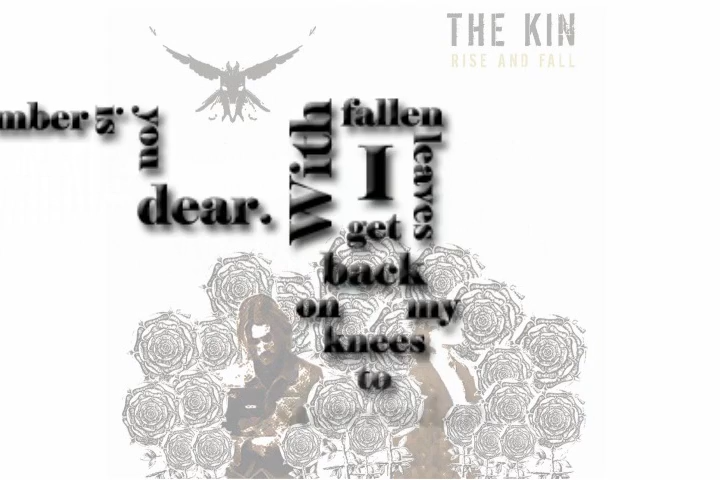 THE KIN
RISE AND FALL
mber is
you
dear.
With
fallen
leaves
I
get
back
on my
knees
to